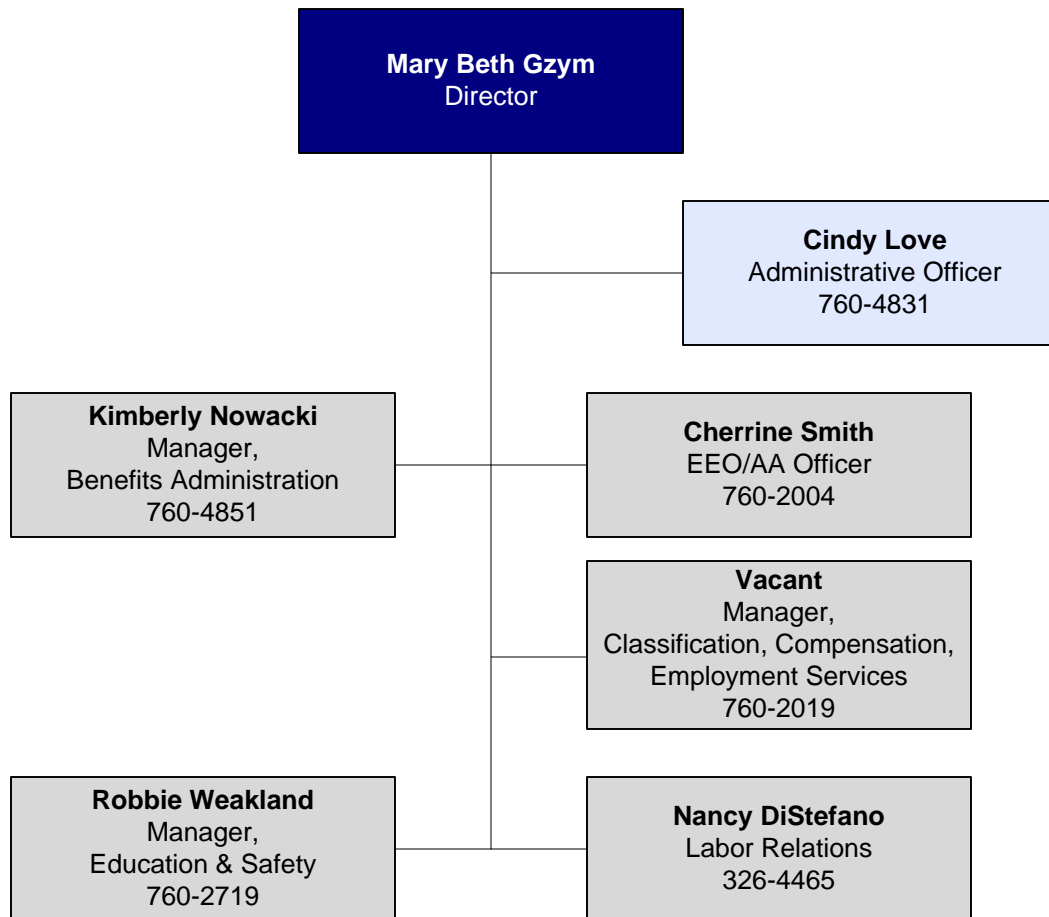 Mary Beth Gzym
Director
Cindy Love
Administrative Officer
760-4831
Kimberly Nowacki
Manager,
Benefits Administration
760-4851
Cherrine Smith
EEO/AA Officer
760-2004
Vacant
Manager,
Classification, Compensation,
Employment Services
760-2019
Robbie Weakland
Manager,
Education & Safety
760-2719
Nancy DiStefano
Labor Relations
326-4465